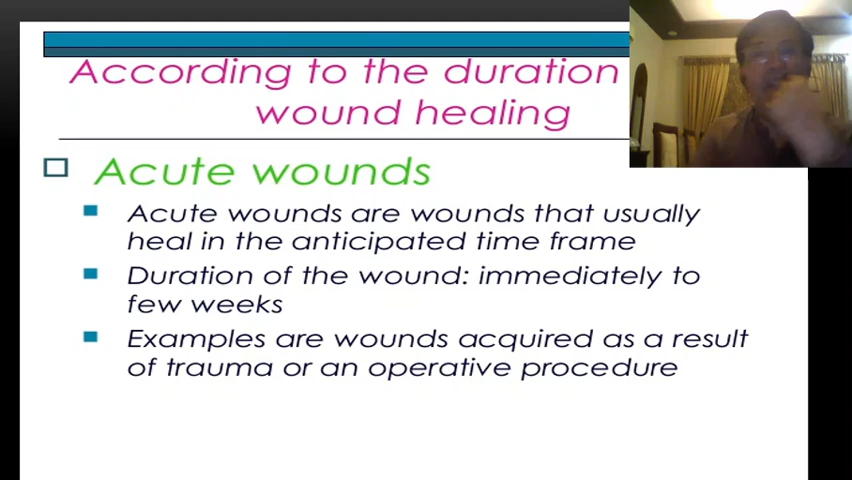 According to the duration
wound healing
Acute wounds
Acute wounds are wounds that usually
heal in the anticipated time frame
Duration of the wound: immediately to
few weeks
Examples are wounds acquired as a result
of trauma or an operative procedure